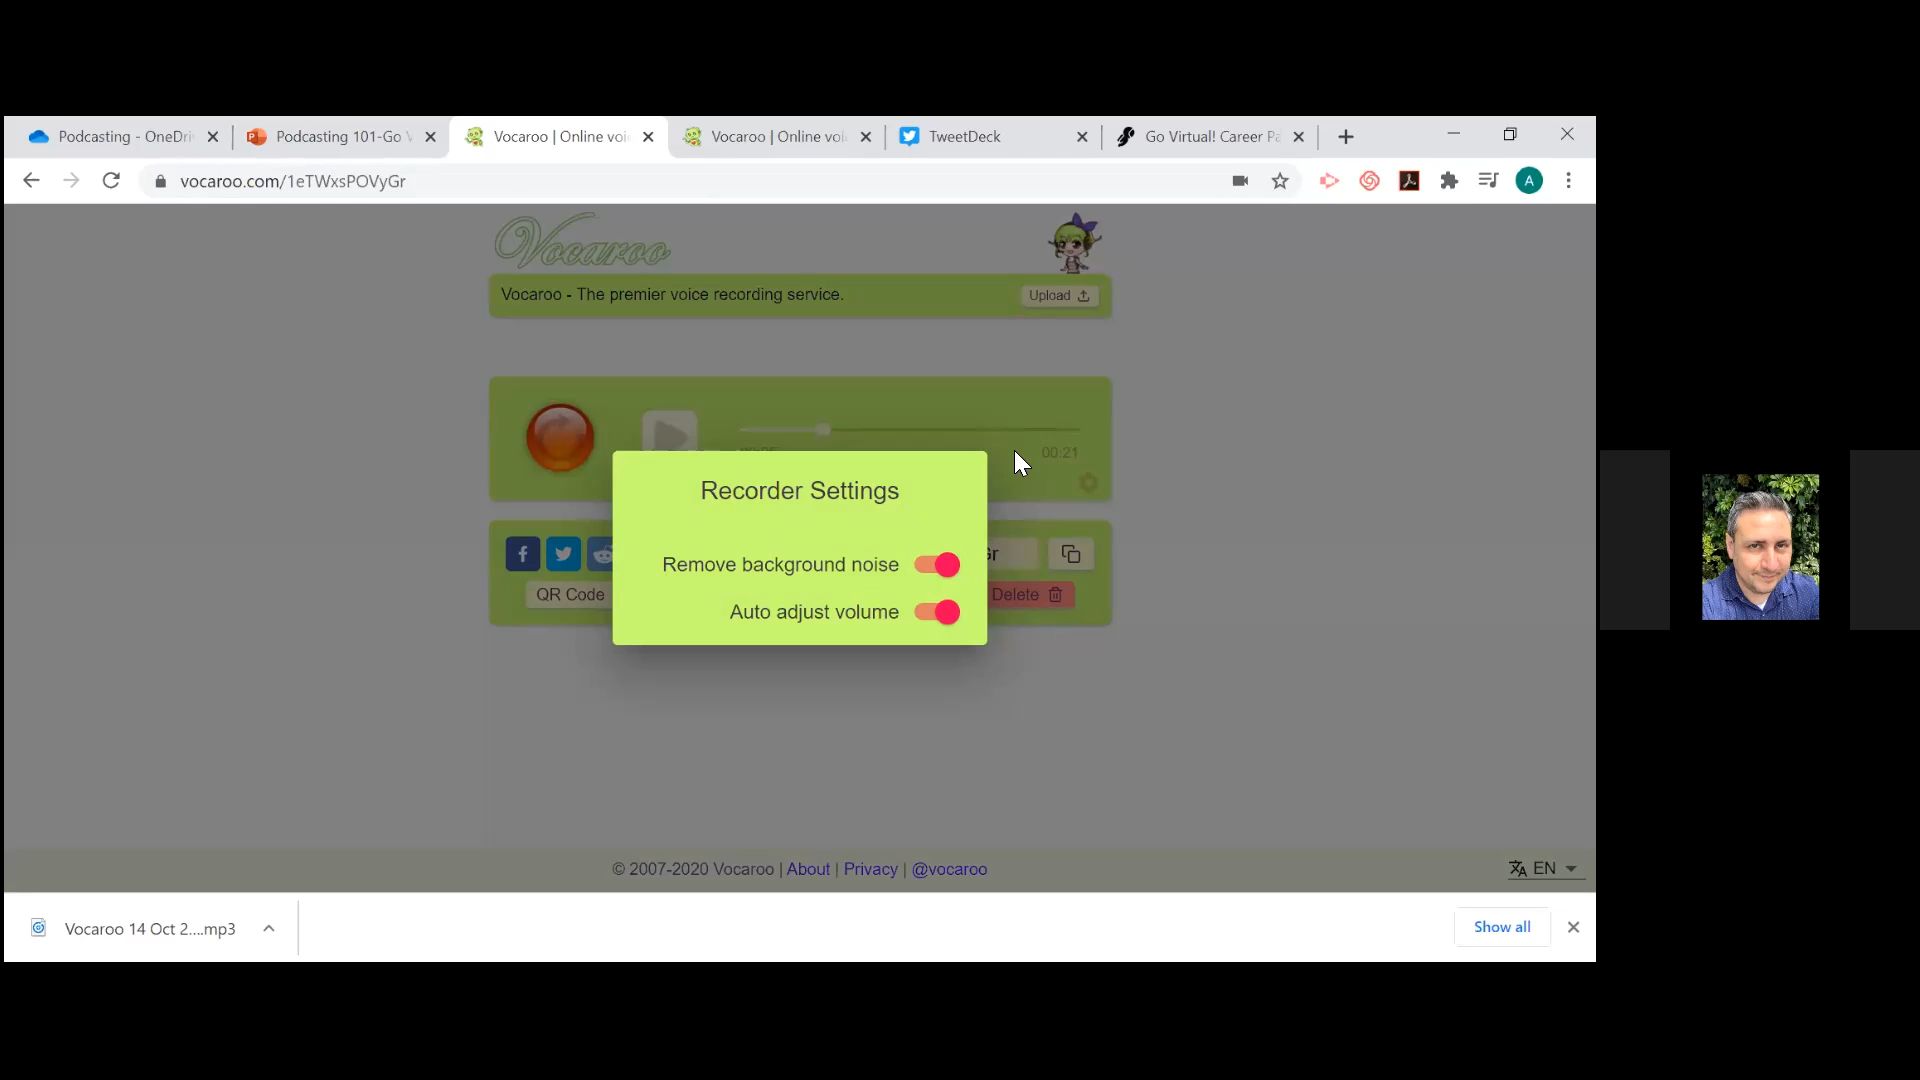 Podcasting - OneDri
Podcasting 101-Go V
Vocaroo | Online voi
Vocaroo | Online voi
TweetDeck
Go Virtual! Career Pa
vocaroo.com/1eTWxsPOVyGr
A
Vocaroo
Vocaroo - The premier voice recording service.
Upload
00:21
Recorder Settings
Remove background noise
Auto adjust volume
Gr
QR Code
Delete
© 2007-2020 Vocaroo | About | Privacy | @vocaroo
EN
Vocaroo 14 Oct 2....mp3
Show all